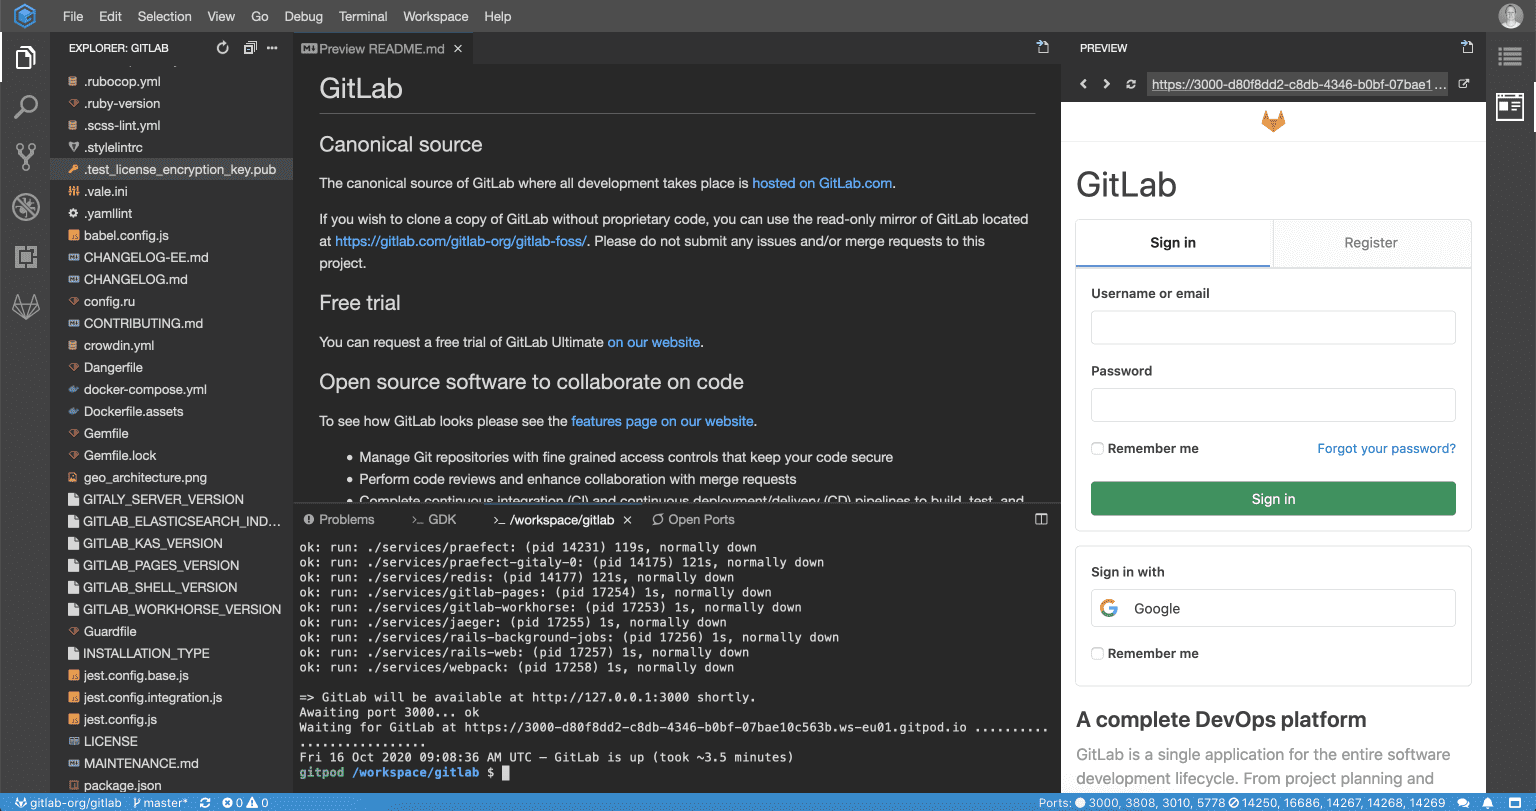 File Edit Selection View Go Debug Terminal Workspace Help
EXPLORER: GITLAB
.rubocop.yml
.ruby-version
.scss-lint.yml
.stylelintrc
.test_license_encryption_key.pub
.vale.ini
.yamllint
babel.config.js
CHANGELOG-EE.md
CHANGELOG.md
config.ru
CONTRIBUTING.md
crowdin.yml
Dangerfile
docker-compose.yml
Dockerfile.assets
Gemfile
Gemfile.lock
geo_architecture.png
GITALY_SERVER_VERSION
GITLAB_ELASTICSEARCH_IND...
GITLAB_KAS_VERSION
GITLAB_PAGES_VERSION
GITLAB_SHELL_VERSION
GITLAB_WORKHORSE_VERSION
Guardfile
INSTALLATION_TYPE
jest.config.base.js
jest.config.integration.js
jest.config.js
LICENSE
MAINTENANCE.md
package.json
Preview README.md
GitLab
Canonical source
The canonical source of GitLab where all development takes place is hosted on GitLab.com.
If you wish to clone a copy of GitLab without proprietary code, you can use the read-only mirror of GitLab located
at https://gitlab.com/gitlab-org/gitlab-foss/. Please do not submit any issues and/or merge requests to this
project.
Free trial
You can request a free trial of GitLab Ultimate on our website.
Open source software to collaborate on code
To see how GitLab looks please see the features page on our website.
• Manage Git repositories with fine grained access controls that keep your code secure
• Perform code reviews and enhance collaboration with merge requests
• Complete continuous integration (CI) and continuous deployment/delivery (CD) pipelines to build, test, and
Problems >_ GDK >_ /workspace/gitlab Open Ports
ok: run: ./services/praefect: (pid 14231) 119s, normally down
ok: run: ./services/praefect-gitaly-0: (pid 14175) 121s, normally down
ok: run: ./services/redis: (pid 14177) 121s, normally down
ok: run: ./services/gitlab-pages: (pid 17254) 1s, normally down
ok: run: ./services/gitlab-workhorse: (pid 17253) 1s, normally down
ok: run: ./services/jaeger: (pid 17255) 1s, normally down
ok: run: ./services/rails-background-jobs: (pid 17256) 1s, normally down
ok: run: ./services/rails-web: (pid 17257) 1s, normally down
ok: run: ./services/webpack: (pid 17258) 1s, normally down
=> GitLab will be available at http://127.0.0.1:3000 shortly.
Awaiting port 3000... ok
Waiting for GitLab at https://3000-d80f8dd2-c8db-4346-b0bf-07bae10c563b.ws-eu01.gitpod.io ..........
.................
Fri 16 Oct 2020 09:08:36 AM UTC – GitLab is up (took ~3.5 minutes)
gitpod /workspace/gitlab $
PREVIEW
https://3000-d80f8dd2-c8db-4346-b0bf-07bae1...
GitLab
Sign in Register
Username or email
Password
Remember me Forgot your password?
Sign in
Sign in with
Google
Remember me
A complete DevOps platform
GitLab is a single application for the entire software
development lifecycle. From project planning and
gitlab-org/gitlab master* 0 0 Ports: 3000, 3808, 3010, 5778 14250, 16686, 14267, 14268, 14269